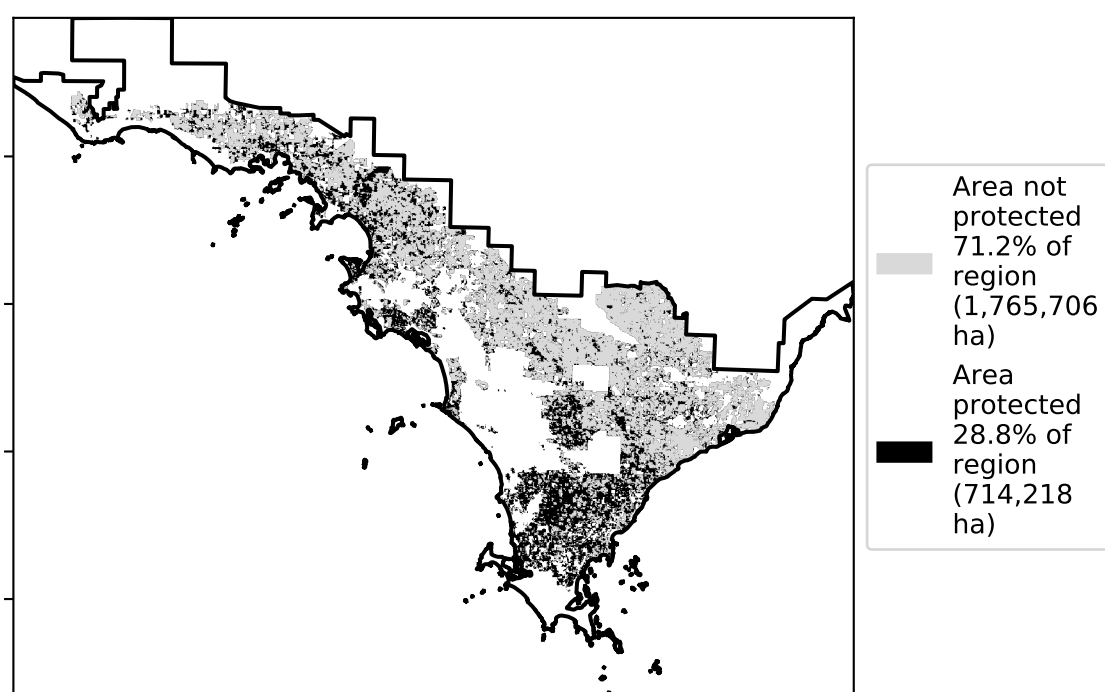 Area not
protected
71.2% of
region
(1,765,706
ha)
Area
protected
28.8% of
region
(714,218
ha)